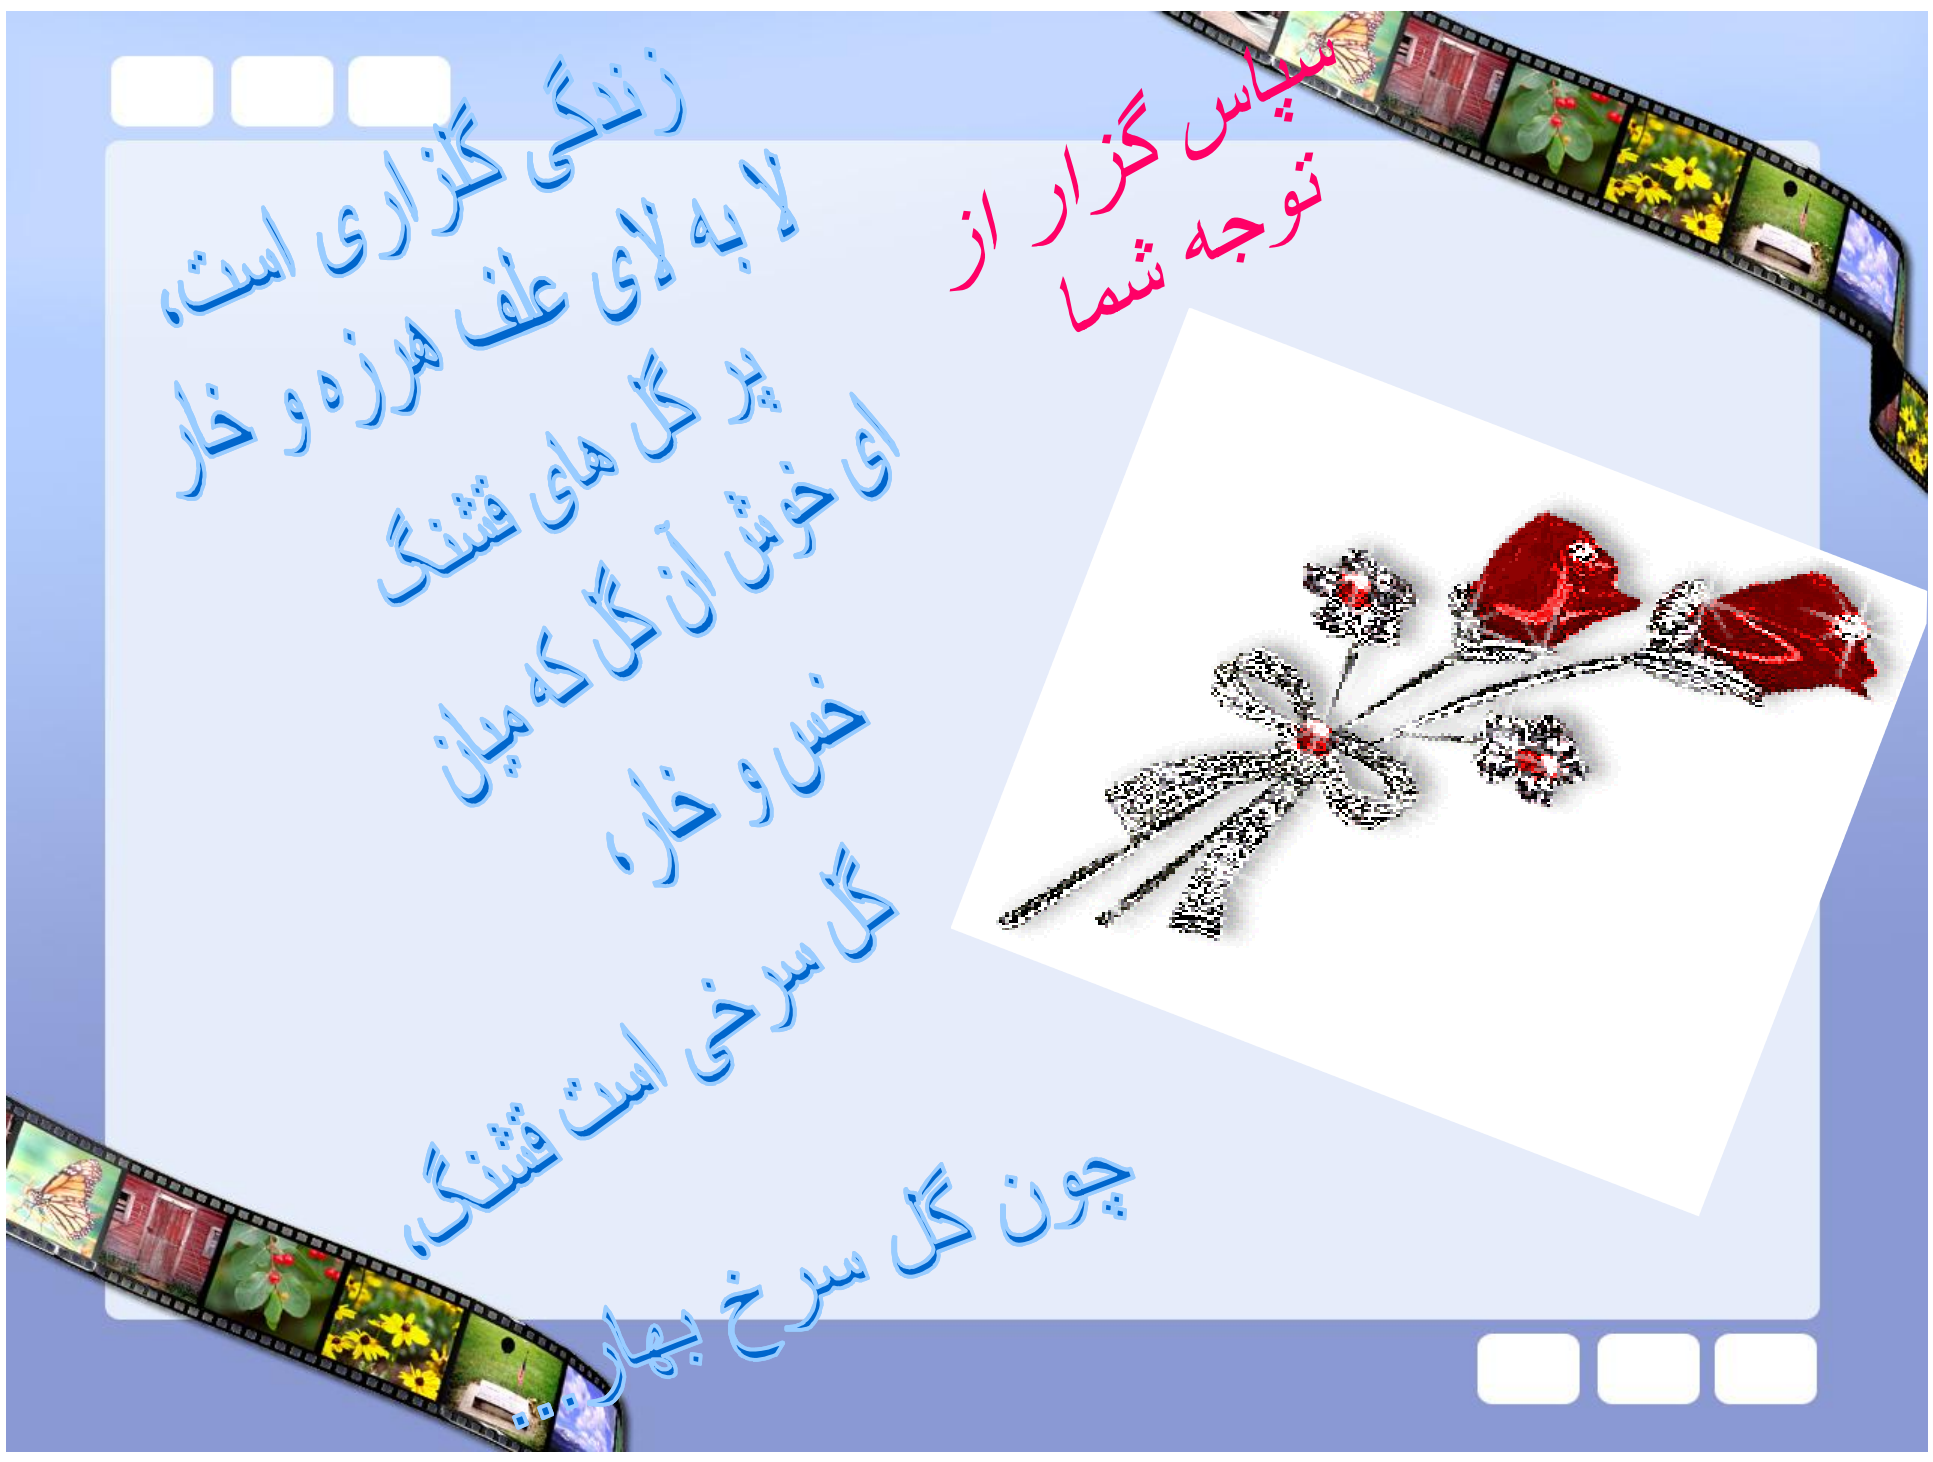 سپاس گزار از
توجه شما
زندگی گلزاری است،
لا به لای علف هرزه و خار
پر گل های قشنگ
ای خوش آن گل که میان
خس و خار،
گل سرخی است قشنگ،
چون گل سرخ بهار...